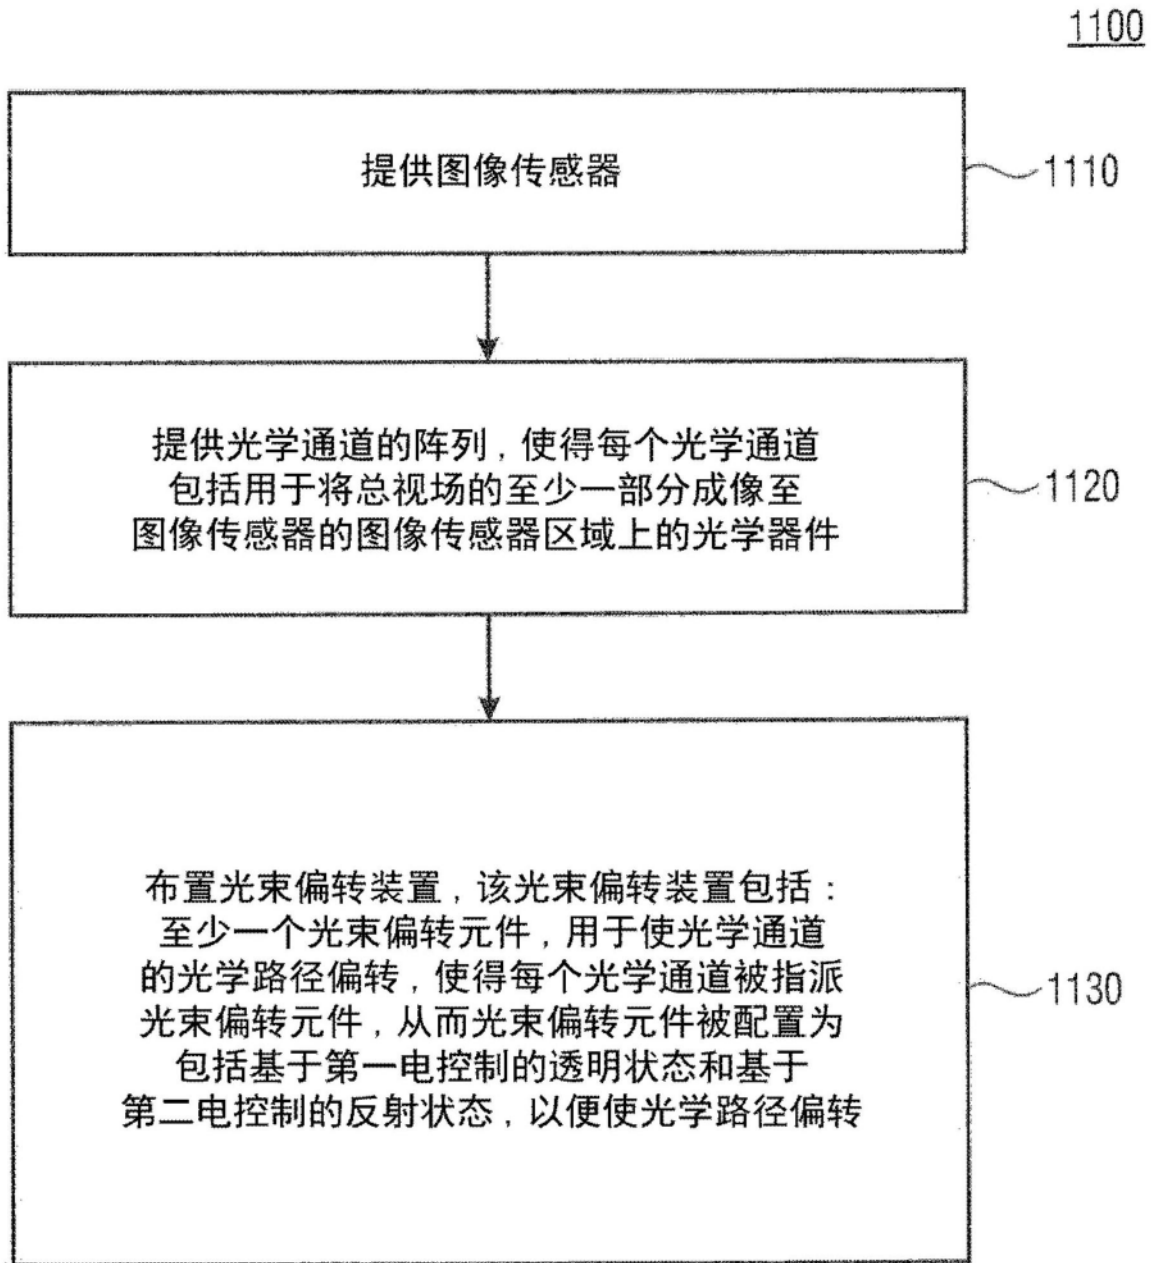 1100
提供图像传感器
1110
提供光学通道的阵列，使得每个光学通道
包括用于将总视场的至少一部分成像至
图像传感器的图像传感器区域上的光学器件
1120
布置光束偏转装置，该光束偏转装置包括：
至少一个光束偏转元件，用于使光学通道
的光学路径偏转，使得每个光学通道被指派
光束偏转元件，从而光束偏转元件被配置为
包括基于第一电控制的透明状态和基于
第二电控制的反射状态，以便使光学路径偏转
1130